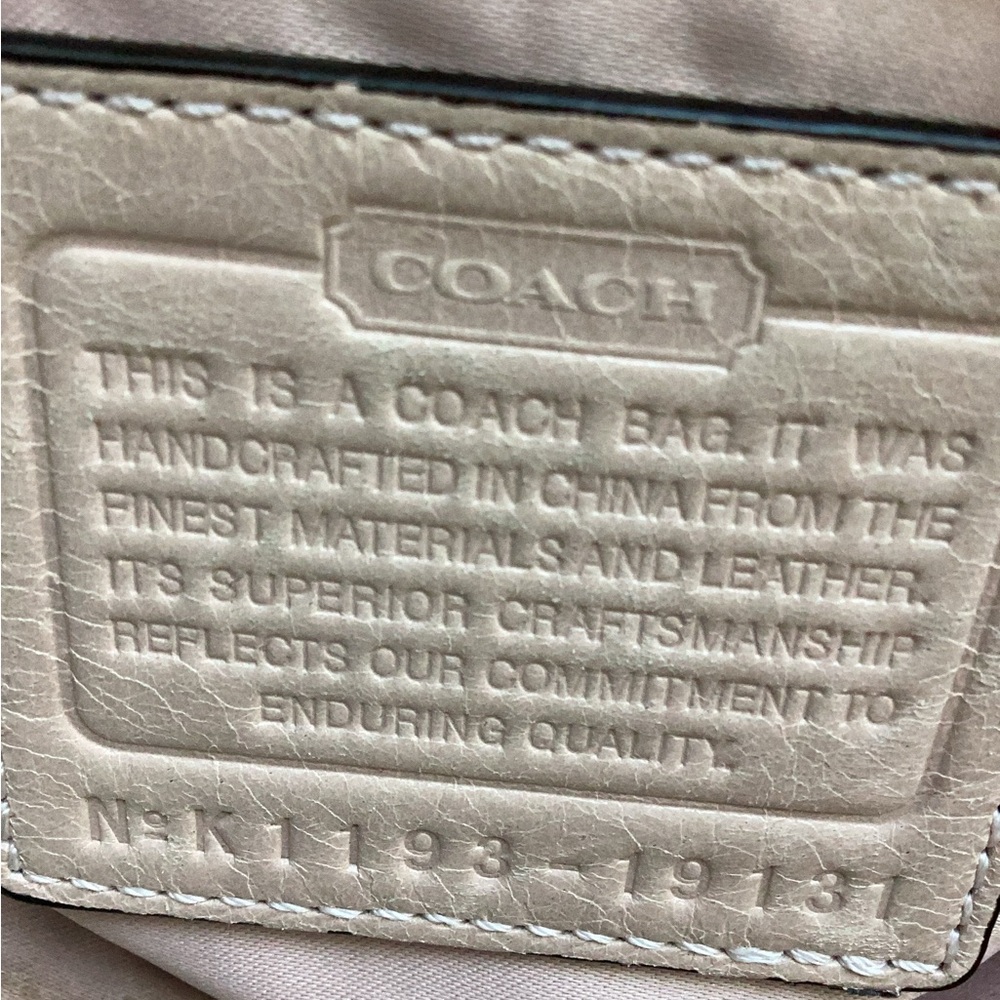 COACH
THIS IS A COACH BAG. IT WAS
HANDCRAFTED IN CHINA FROM THE
FINEST MATERIALS AND LEATHER.
ITS SUPERIOR CRAFTSMANSHIP
REFLECTS OUR COMMITMENT TO
ENDURING QUALITY.
Nº K1193-19131